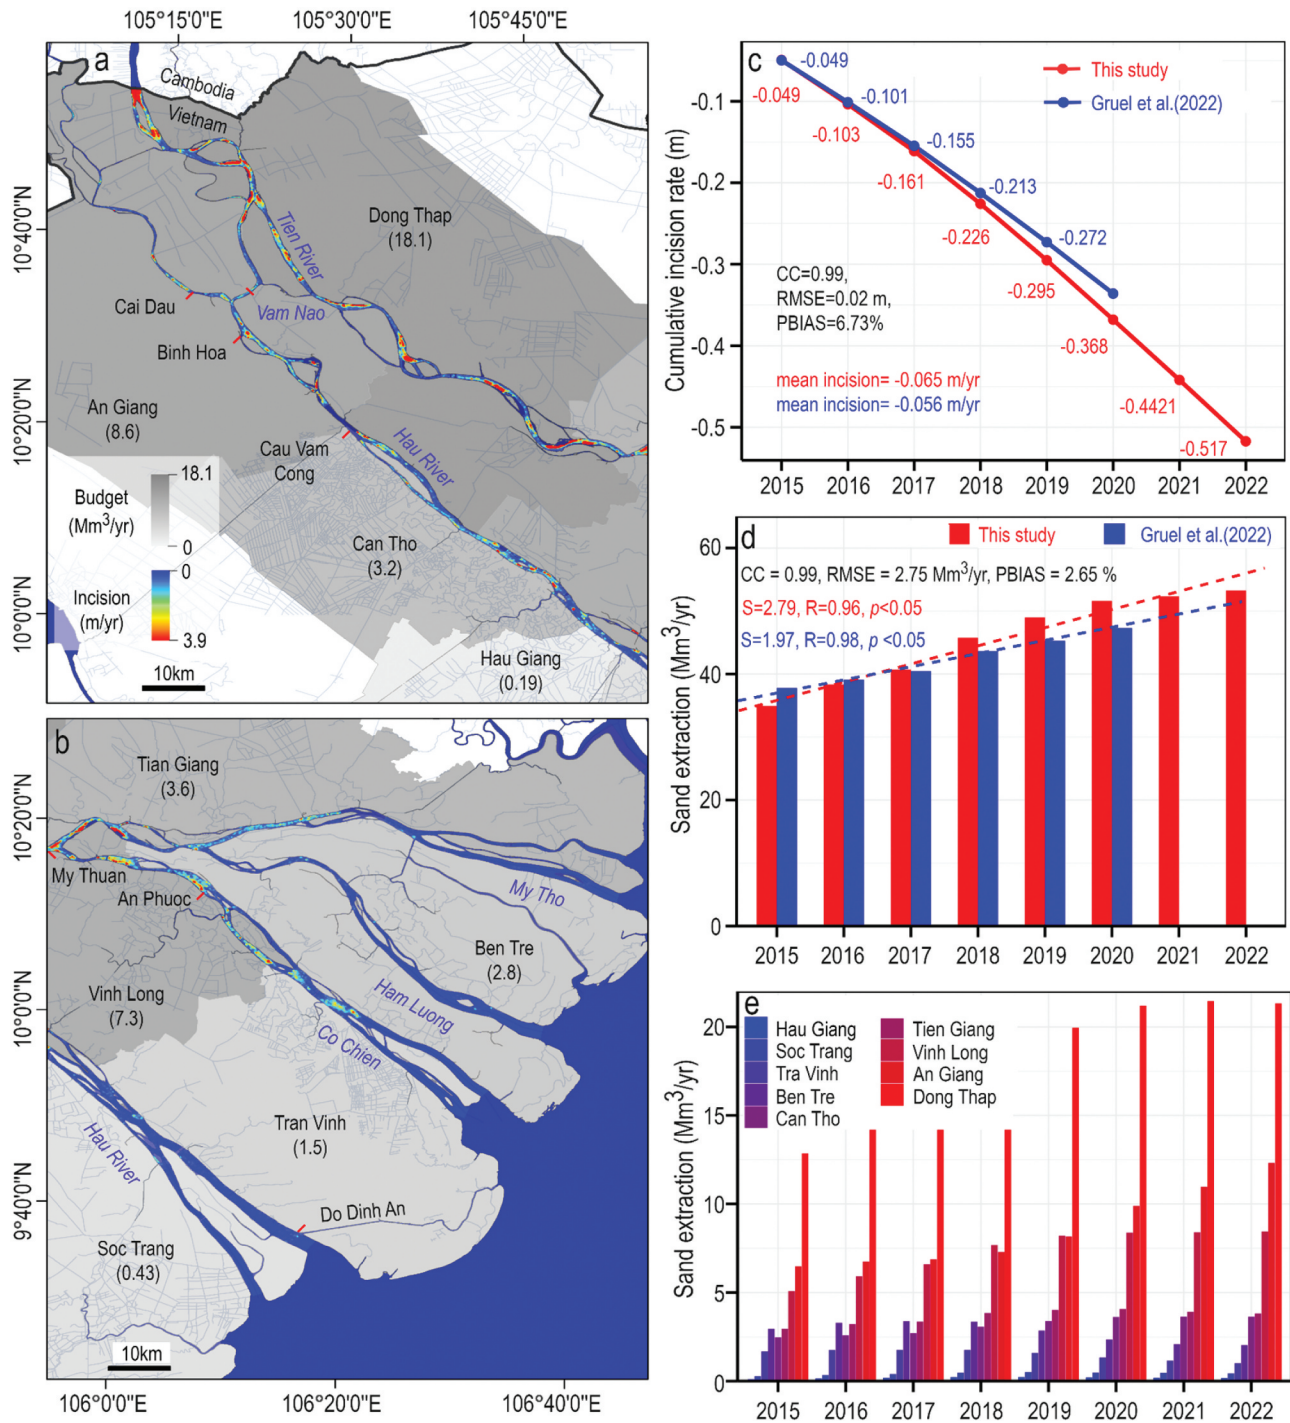 105°15'0"E 105°30'0"E 105°45'0"E
a
Cambodia
Vietnam
10°40'0"N
Tien River
Dong Thap
(18.1)
Cai Dau
Vam Nao
Binh Hoa
An Giang
(8.6)
10°20'0"N
Cau Vam
Cong
Hau River
Budget
(Mm³/yr)
18.1
0
Can Tho
(3.2)
Incision
(m/yr)
0
3.9
10°0'0"N
10km
Hau Giang
(0.19)
b
Tian Giang
(3.6)
10°20'0"N
My Thuan
An Phuoc
My Tho
Ben Tre
(2.8)
Vinh Long
(7.3)
10°0'0"N
Ham Luong
Co Chien
Tran Vinh
(1.5)
Hau River
9°40'0"N
Do Dinh An
Soc Trang
(0.43)
10km
106°0'0"E 106°20'0"E 106°40'0"E
c
This study
Gruel et al.(2022)
-0.049
-0.049
-0.101
-0.103
-0.155
-0.161
-0.213
-0.226
-0.272
-0.295
-0.368
-0.4421
-0.517
CC=0.99,
RMSE=0.02 m,
PBIAS=6.73%
mean incision= -0.065 m/yr
mean incision= -0.056 m/yr
Cumulative incision rate (m)
-0.1
-0.2
-0.3
-0.4
-0.5
2015 2016 2017 2018 2019 2020 2021 2022
d
This study
Gruel et al.(2022)
CC = 0.99, RMSE = 2.75 Mm³/yr, PBIAS = 2.65 %
S=2.79, R=0.96, p<0.05
S=1.97, R=0.98, p <0.05
Sand extraction (Mm³/yr)
60
40
20
0
2015 2016 2017 2018 2019 2020 2021 2022
e
Hau Giang
Soc Trang
Tra Vinh
Ben Tre
Can Tho
Tien Giang
Vinh Long
An Giang
Dong Thap
Sand extraction (Mm³/yr)
20
15
10
5
0
2015 2016 2017 2018 2019 2020 2021 2022